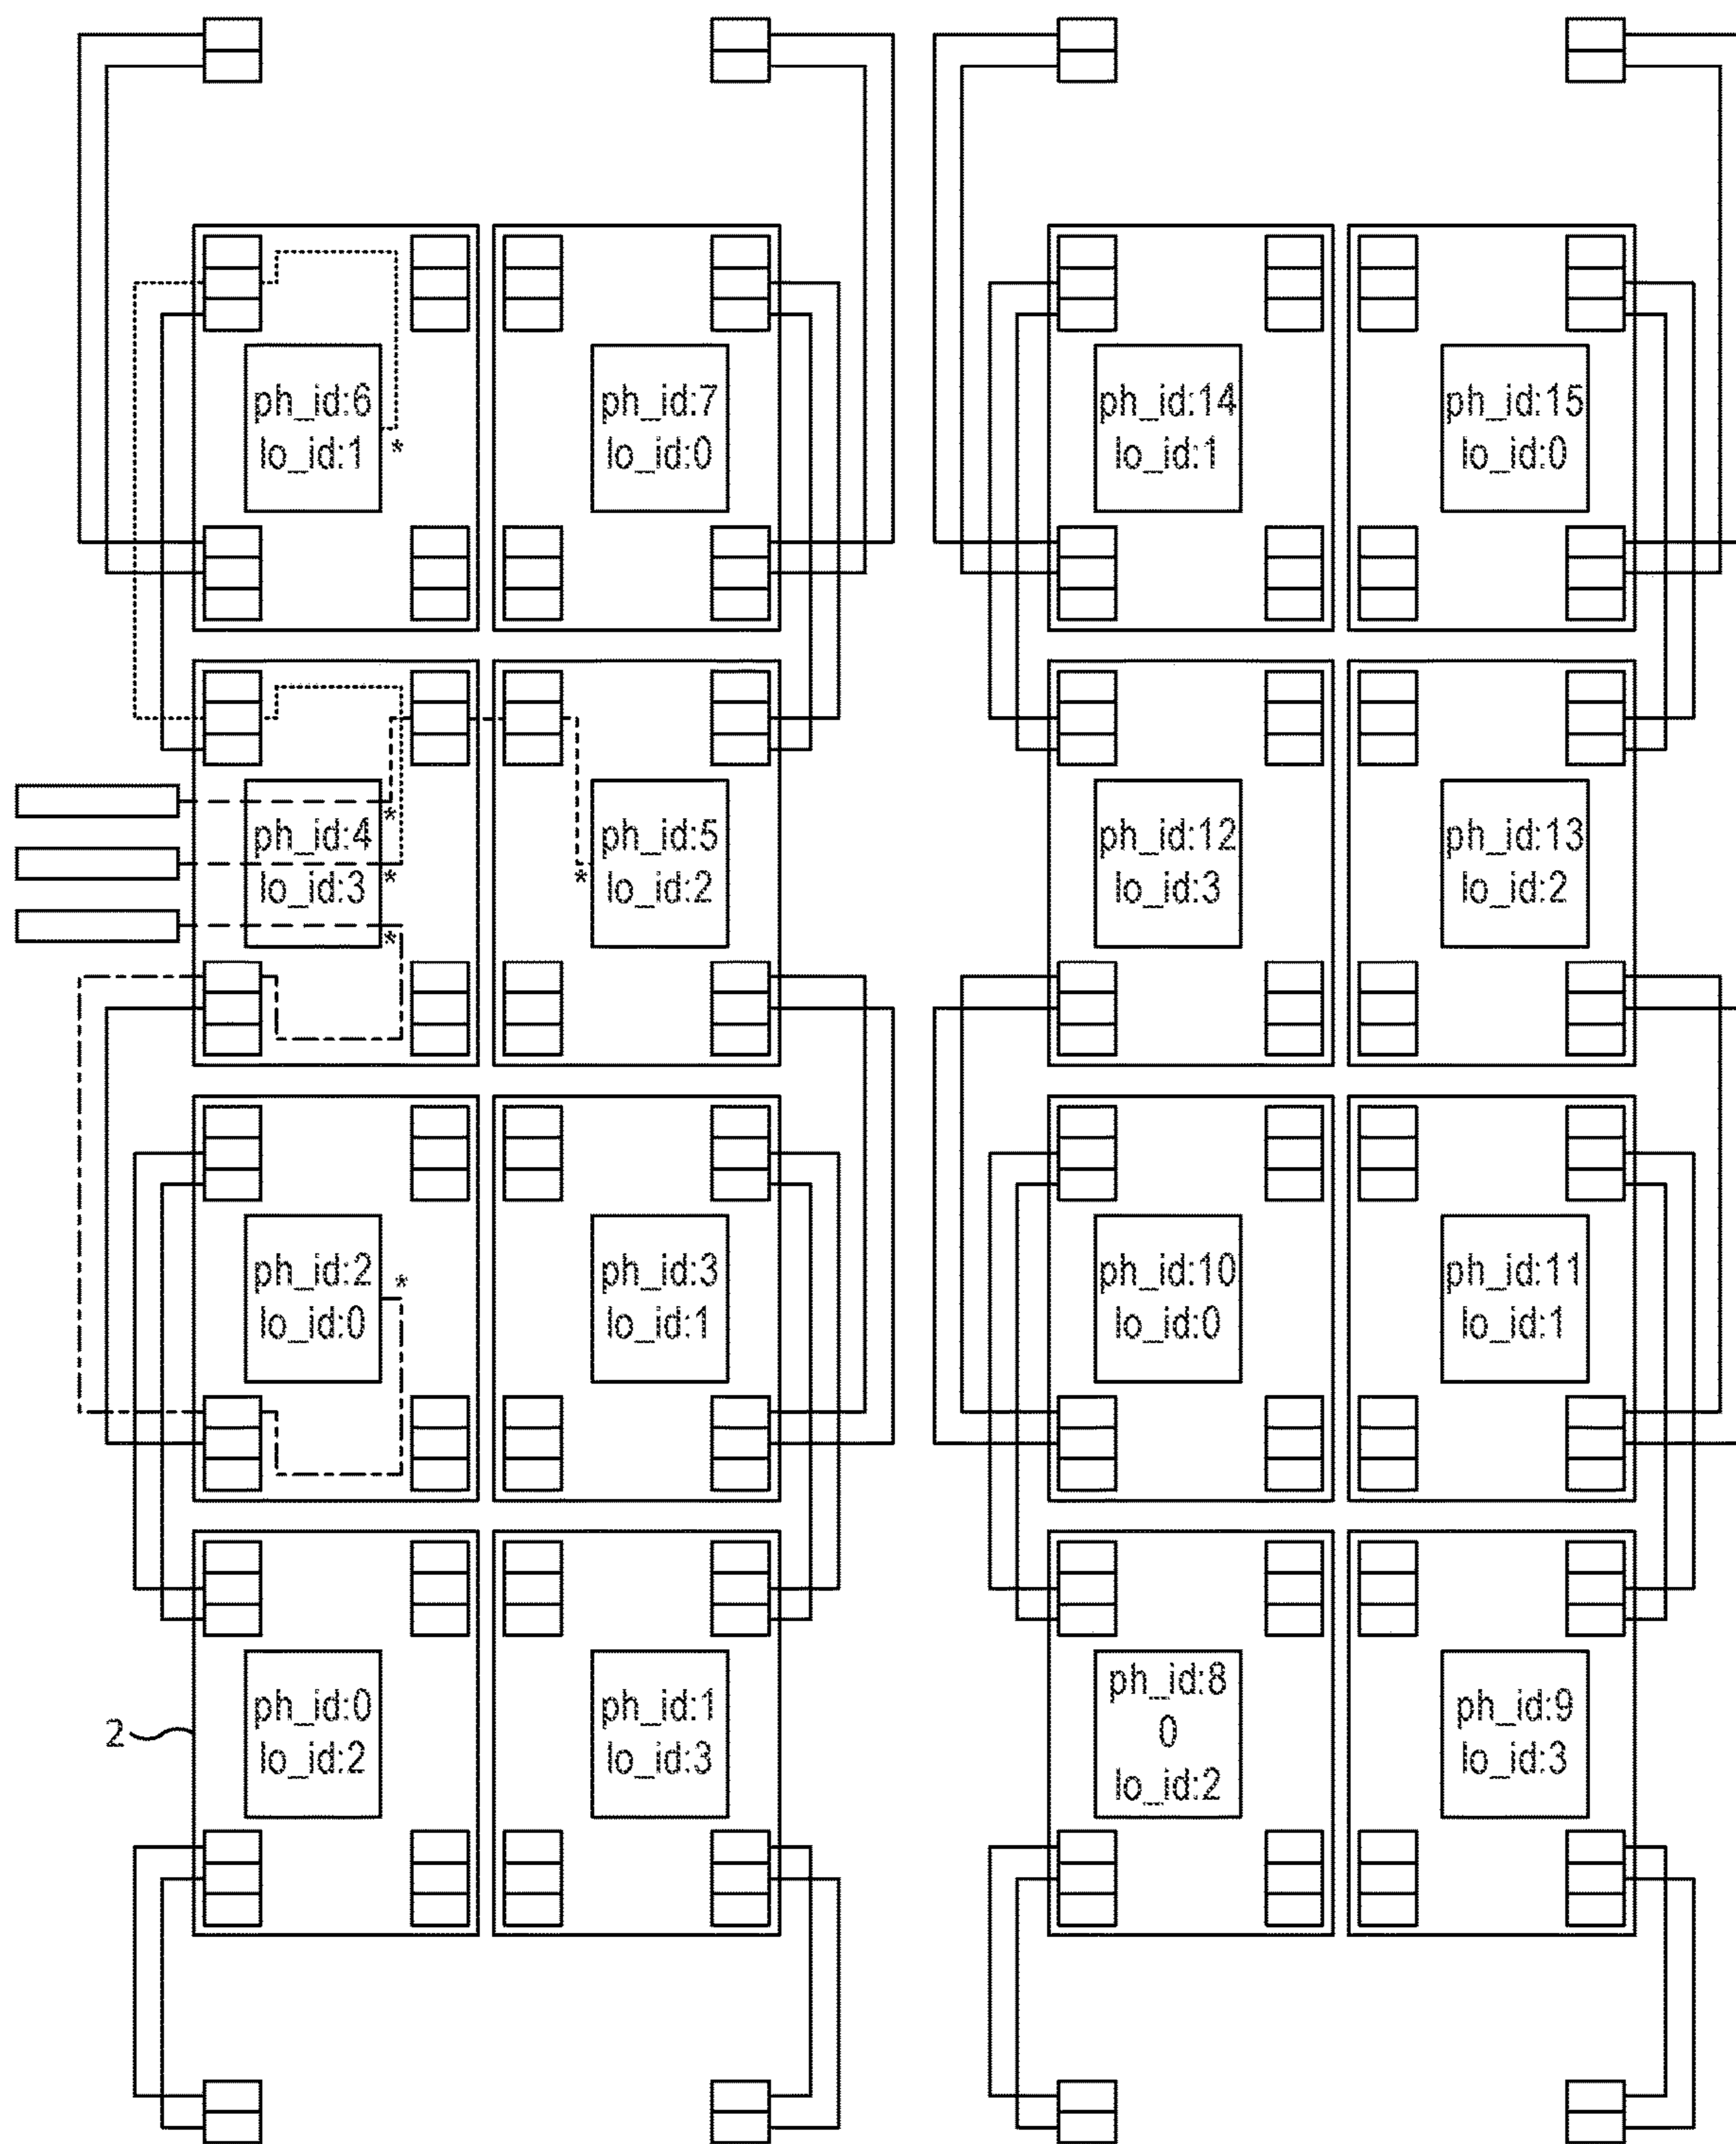 ph_id:6
lo_id:1
*
ph_id:7
lo_id:0
ph_id:14
lo_id:1
ph_id:15
lo_id:0
*
ph_id:4
*
lo_id:3
*
ph_id:5
* lo_id:2
ph_id:12
lo_id:3
ph_id:13
lo_id:2
ph_id:2
*
lo_id:0
ph_id:3
lo_id:1
ph_id:10
lo_id:0
ph_id:11
lo_id:1
2
ph_id:0
lo_id:2
ph_id:1
lo_id:3
ph_id:8
0
lo_id:2
ph_id:9
lo_id:3